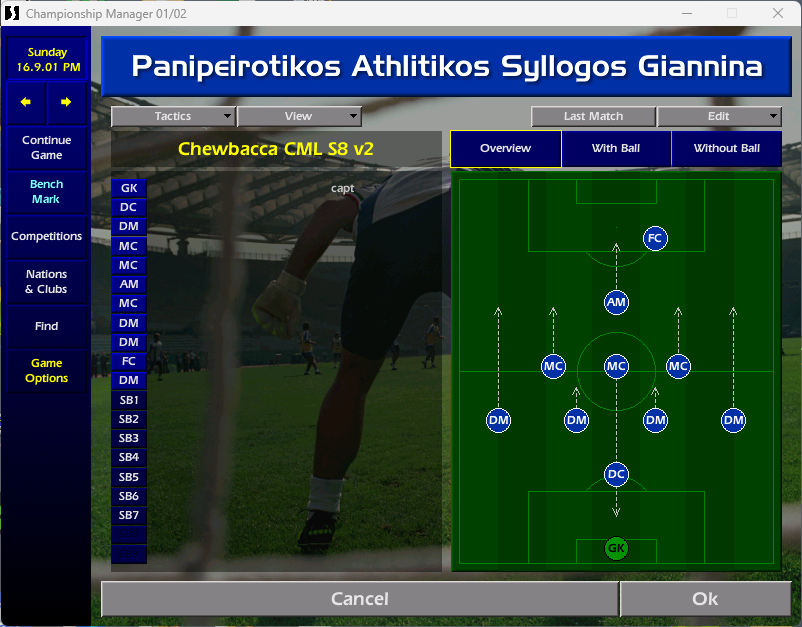 Championship Manager 01/02
Sunday
16.9.01 PM
Panipeirotikos Athlitikos Syllogos Giannina
Continue
Game
Bench
Mark
Competitions
Nations
& Clubs
Find
Game
Options
Tactics
View
Last Match
Edit
Chewbacca CML S8 v2
Overview
With Ball
Without Ball
GK
capt
DC
DM
MC
MC
AM
MC
DM
DM
FC
DM
SB1
SB2
SB3
SB4
SB5
SB6
SB7
FC
AM
MC
MC
MC
DM
DM
DM
DM
DC
GK
Cancel
Ok